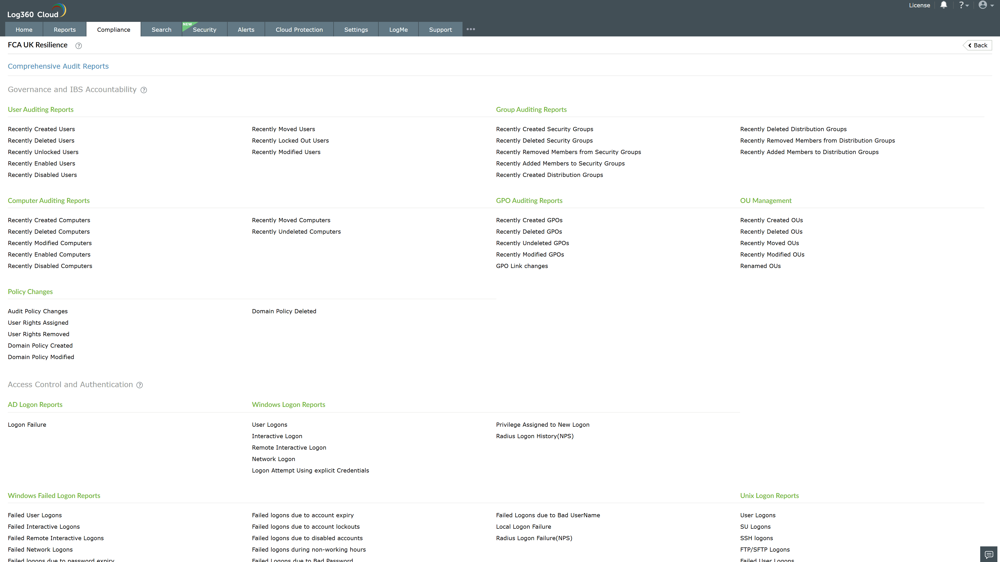 Log360 Cloud
License
?
Home
Reports
Compliance
Search
NEW
Security
Alerts
Cloud Protection
Settings
LogMe
Support
FCA UK Resilience ?
Back
Comprehensive Audit Reports
Governance and IBS Accountability ?
User Auditing Reports
Recently Created Users
Recently Deleted Users
Recently Unlocked Users
Recently Enabled Users
Recently Disabled Users
Recently Moved Users
Recently Locked Out Users
Recently Modified Users
Group Auditing Reports
Recently Created Security Groups
Recently Deleted Security Groups
Recently Removed Members from Security Groups
Recently Added Members to Security Groups
Recently Created Distribution Groups
Recently Deleted Distribution Groups
Recently Removed Members from Distribution Groups
Recently Added Members to Distribution Groups
Computer Auditing Reports
Recently Created Computers
Recently Deleted Computers
Recently Modified Computers
Recently Enabled Computers
Recently Disabled Computers
Recently Moved Computers
Recently Undeleted Computers
GPO Auditing Reports
Recently Created GPOs
Recently Deleted GPOs
Recently Undeleted GPOs
Recently Modified GPOs
GPO Link changes
OU Management
Recently Created OUs
Recently Deleted OUs
Recently Moved OUs
Recently Modified OUs
Renamed OUs
Policy Changes
Audit Policy Changes
User Rights Assigned
User Rights Removed
Domain Policy Created
Domain Policy Modified
Domain Policy Deleted
Access Control and Authentication ?
AD Logon Reports
Logon Failure
Windows Logon Reports
User Logons
Interactive Logon
Remote Interactive Logon
Network Logon
Logon Attempt Using explicit Credentials
Privilege Assigned to New Logon
Radius Logon History(NPS)
Windows Failed Logon Reports
Failed User Logons
Failed Interactive Logons
Failed Remote Interactive Logons
Failed Network Logons
Failed logons due to password expiry
Failed logons due to account expiry
Failed logons due to account lockouts
Failed logons due to disabled accounts
Failed logons during non-working hours
Failed Logons due to Bad Password
Failed Logons due to Bad UserName
Local Logon Failure
Radius Logon Failure(NPS)
Unix Logon Reports
User Logons
SU Logons
SSH logons
FTP/SFTP Logons
Failed User Logons